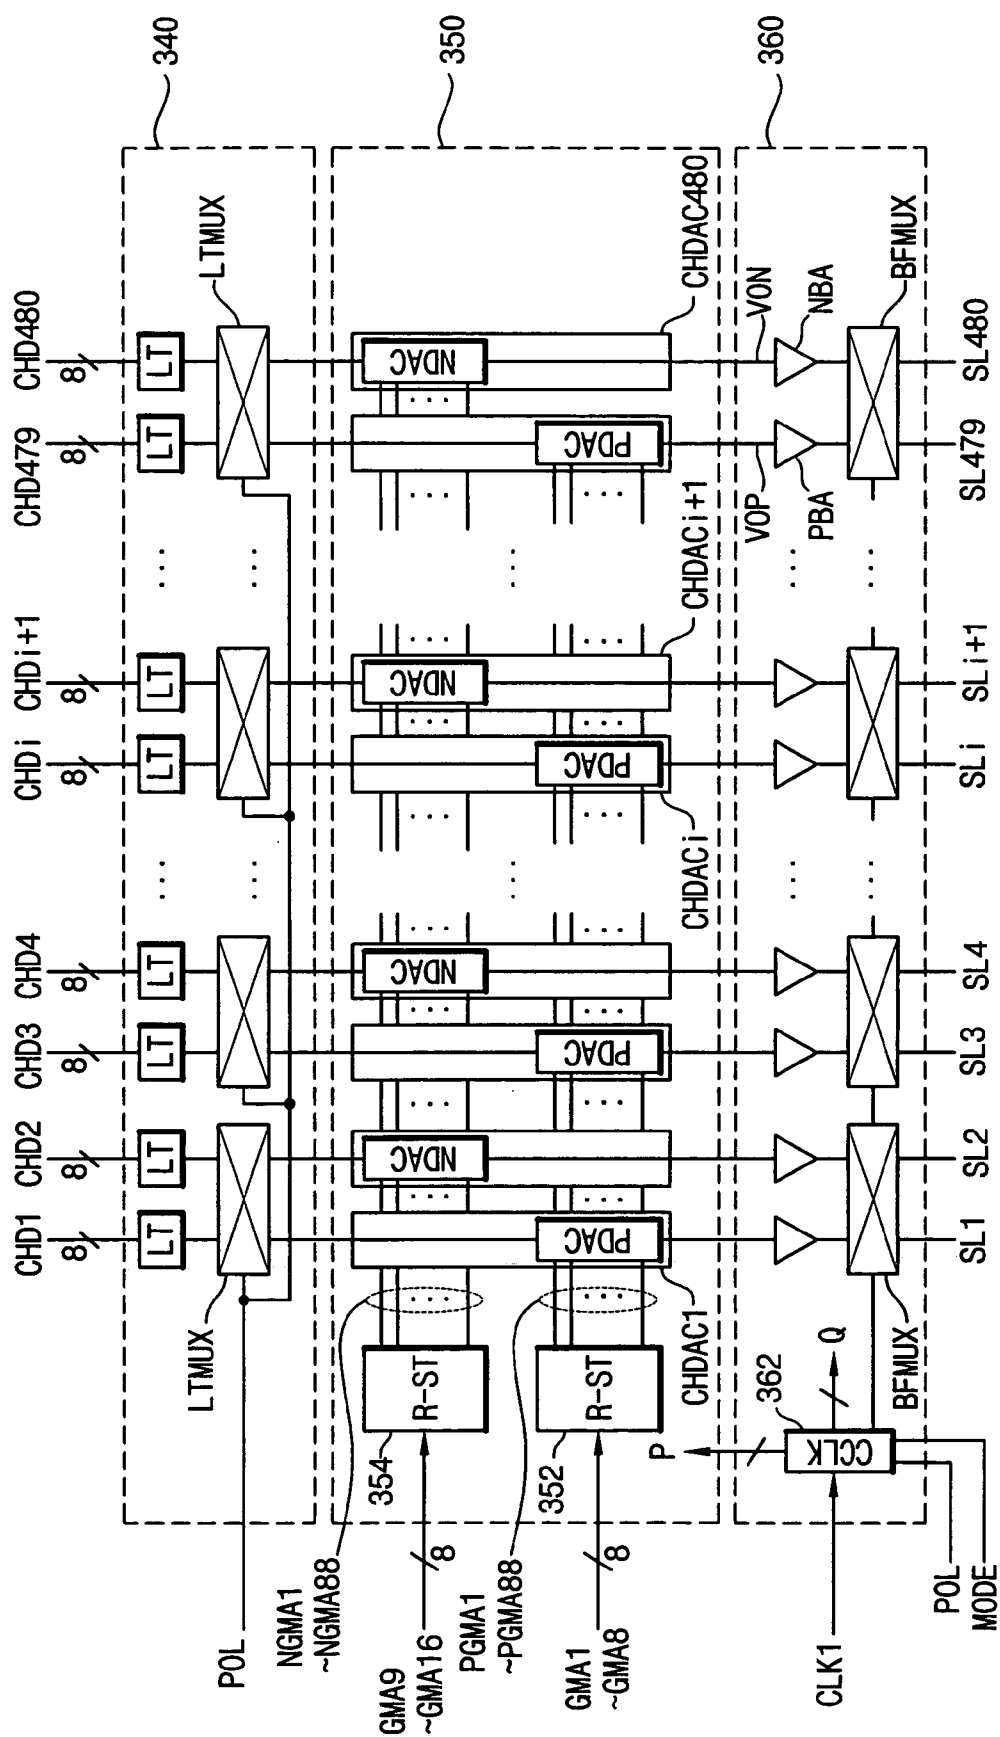 CHD1
CHD2
CHD3
CHD4
CHDi
CHDi+1
CHD479
CHD480
8
8
8
8
8
8
8
8
340
LT
LT
LT
LT
LT
LT
LT
LT
...
...
POL
LTMUX
LTMUX
...
...
350
NGMA1
~NGMA88
GMA9
~GMA16
8
354
R-ST
...
NDAC
NDAC
NDAC
NDAC
...
...
...
...
...
...
...
...
...
...
PGMA1
~PGMA88
GMA1
~GMA8
8
352
R-ST
...
PDAC
PDAC
PDAC
PDAC
...
...
...
...
...
...
...
CHDAC1
CHDACi
CHDACi+1
CHDAC480
360
P
362
CCLK
Q
CLK1
POL
MODE
VOP
VON
PBA
NBA
...
...
BFMUX
BFMUX
...
...
SL1
SL2
SL3
SL4
SLi
SLi+1
SL479
SL480